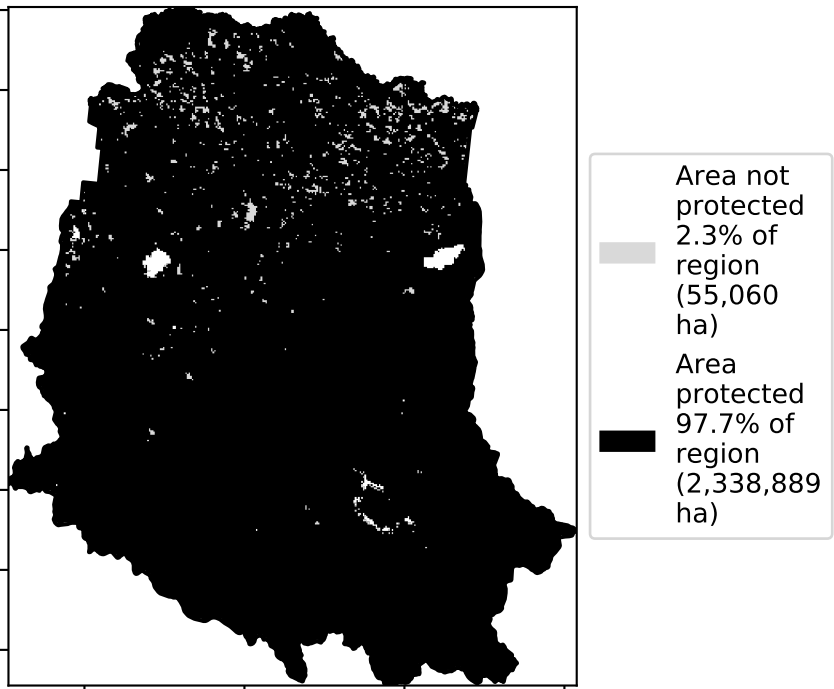 Area not
protected
2.3% of
region
(55,060
ha)
Area
protected
97.7% of
region
(2,338,889
ha)